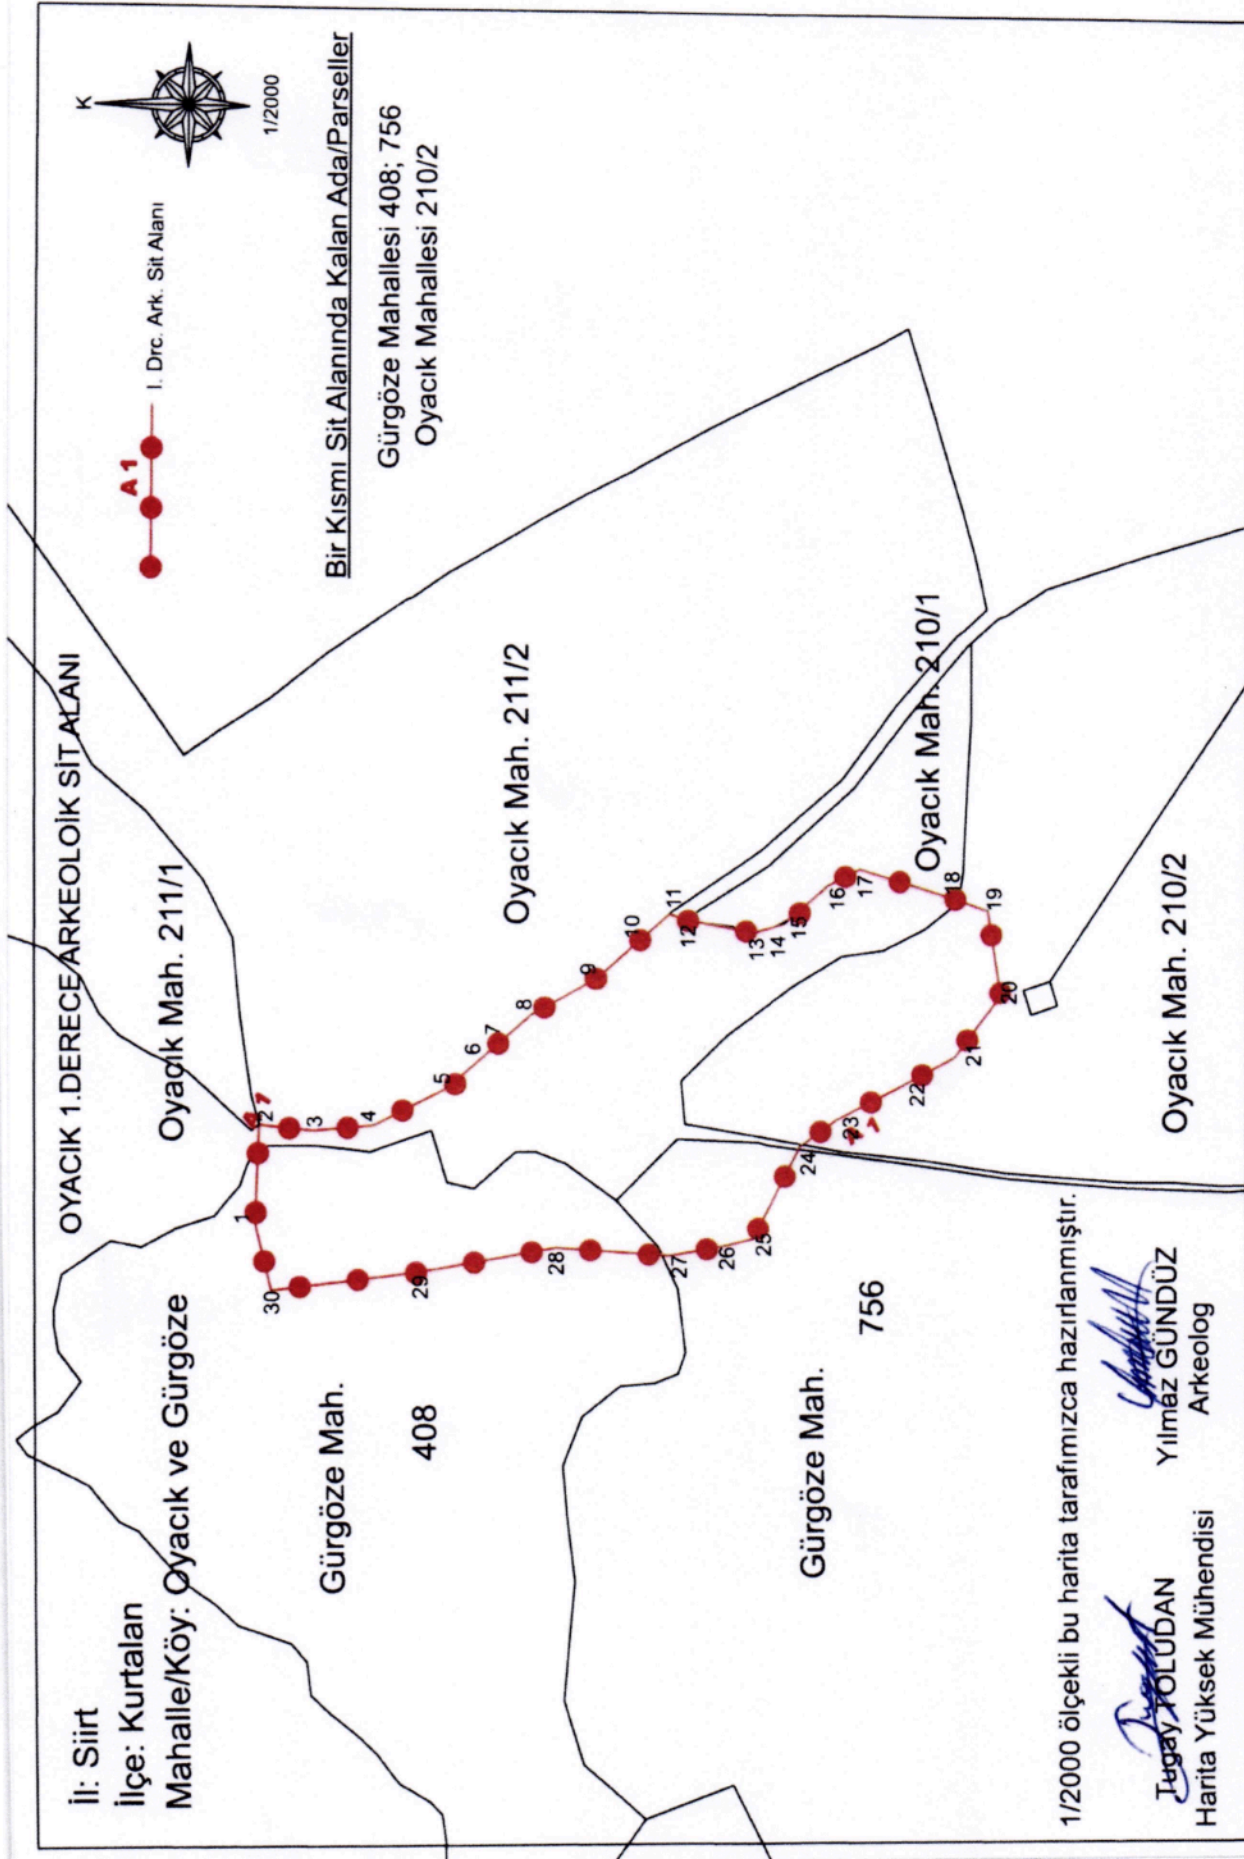 OYACIK 1.DERECE ARKEOLOİK SİT ALANI
İl: Siirt
İlçe: Kurtalan
Mahalle/Köy: Oyacık ve Gürgöze
K
1/2000
A 1
I. Drc. Ark. Sit Alanı
Bir Kısmı Sit Alanında Kalan Ada/Parseller
Gürgöze Mahallesi 408; 756
Oyacık Mahallesi 210/2
Oyacık Mah. 211/1
Oyacık Mah. 211/2
Oyacık Mah. 210/1
Oyacık Mah. 210/2
Gürgöze Mah.
408
Gürgöze Mah.
756
A 1
A 1
1
2
3
4
5
6
7
8
9
10
11
12
13
14
15
16
17
18
19
20
21
22
23
24
25
26
27
28
29
30
1/2000 ölçekli bu harita tarafımızca hazırlanmıştır.
Tugay TOLUDAN
Harita Yüksek Mühendisi
Yılmaz GÜNDÜZ
Arkeolog